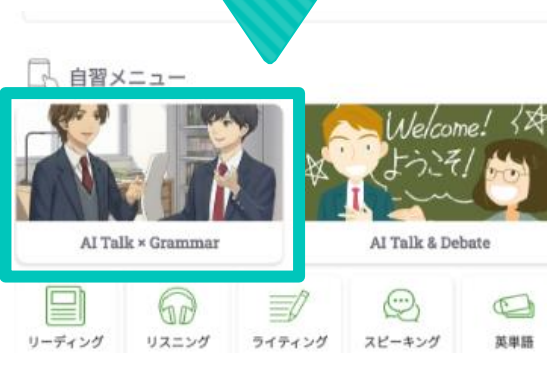 自習メニュー
Welcome!
ようこそ!
AI Talk × Grammar
AI Talk & Debate
リーディング
リスニング
ライティング
スピーキング
英単語